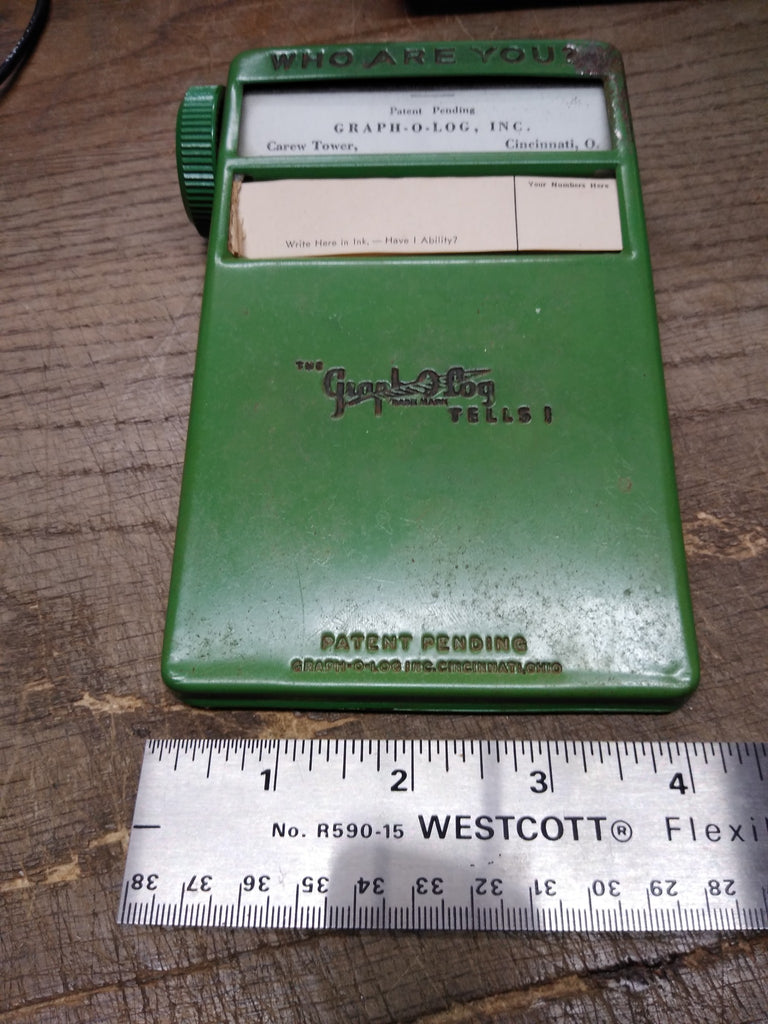 WHO ARE YOU?
Patent Pending
GRAPH-O-LOG, INC.
Carew Tower, Cincinnati, O.
Your Numbers Here
Write Here in Ink, — Have I Ability?
THE
Graph-O-Log
TRADE MARK
TELLS!
PATENT PENDING
GRAPH-O-LOG INC. CINCINNATI, OHIO
1 2 3 4
No. R590-15 WESTCOTT® Flexi
38 37 36 35 34 33 32 31 30 29 28